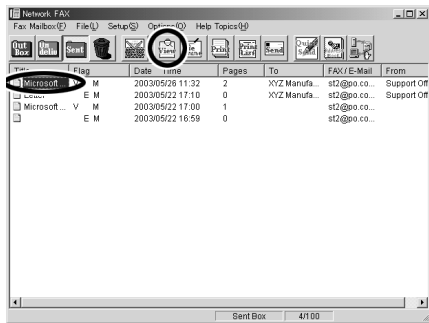 Network FAX
Fax Mailbox(F) File(L) Setup(S) Options(O) Help Topics(H)
Out Box On Hold Sent View Print Print List Send Quick Send
Title Flag Date Time Pages To FAX / E-Mail From
Microsoft ... V M 2003/05/26 11:32 2 XYZ Manufa... st2@po.co... Support Off
Letter E M 2003/05/22 17:10 0 XYZ Manufa... st2@po.co... Support Off
Microsoft ... V M 2003/05/22 17:00 1 st2@po.co...
E M 2003/05/22 16:59 0 st2@po.co...
Sent Box 4/100